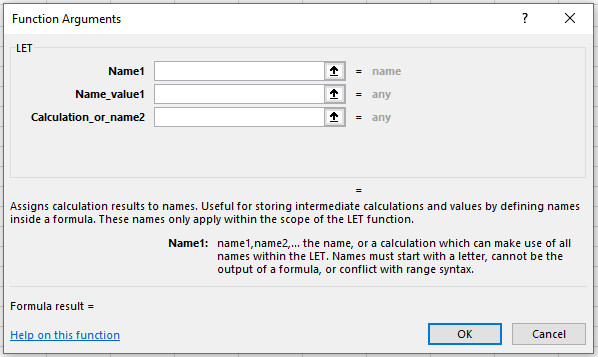 Function Arguments ? ×
LET
Name1 = name
Name_value1 = any
Calculation_or_name2 = any
=
Assigns calculation results to names. Useful for storing intermediate calculations and values by defining names
inside a formula. These names only apply within the scope of the LET function.
Name1: name1,name2,... the name, or a calculation which can make use of all
names within the LET. Names must start with a letter, cannot be the
output of a formula, or conflict with range syntax.
Formula result =
Help on this function OK Cancel